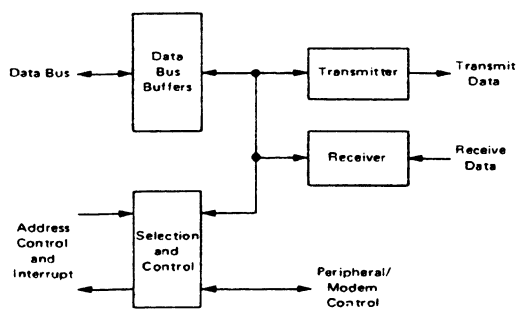 Data Bus
Data
Bus
Buffers
Transmitter
Transmit
Data
Receiver
Receive
Data
Address
Control
and
Interrupt
Selection
and
Control
Peripheral/
Modem
Control